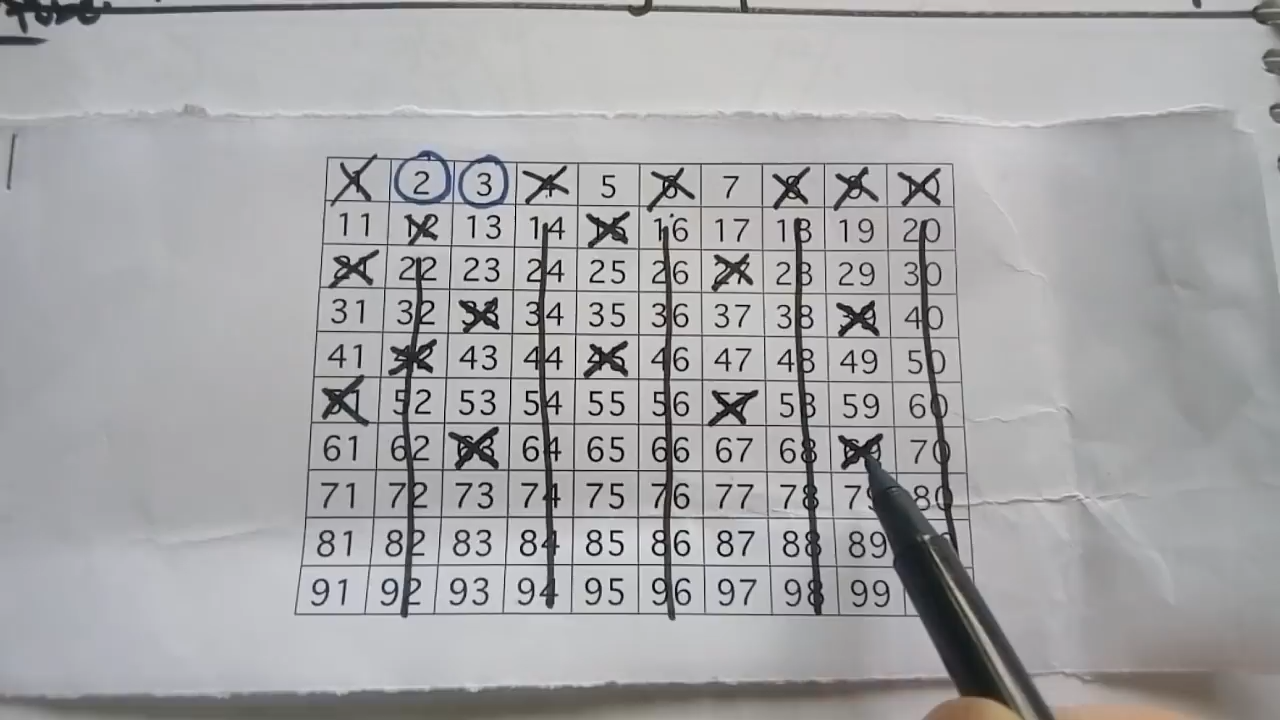 1 2 3 4 5 6 7 8 9 10
11 12 13 14 15 16 17 18 19 20
21 22 23 24 25 26 27 28 29 30
31 32 33 34 35 36 37 38 39 40
41 42 43 44 45 46 47 48 49 50
51 52 53 54 55 56 57 58 59 60
61 62 63 64 65 66 67 68 69 70
71 72 73 74 75 76 77 78 79 80
81 82 83 84 85 86 87 88 89
91 92 93 94 95 96 97 98 99